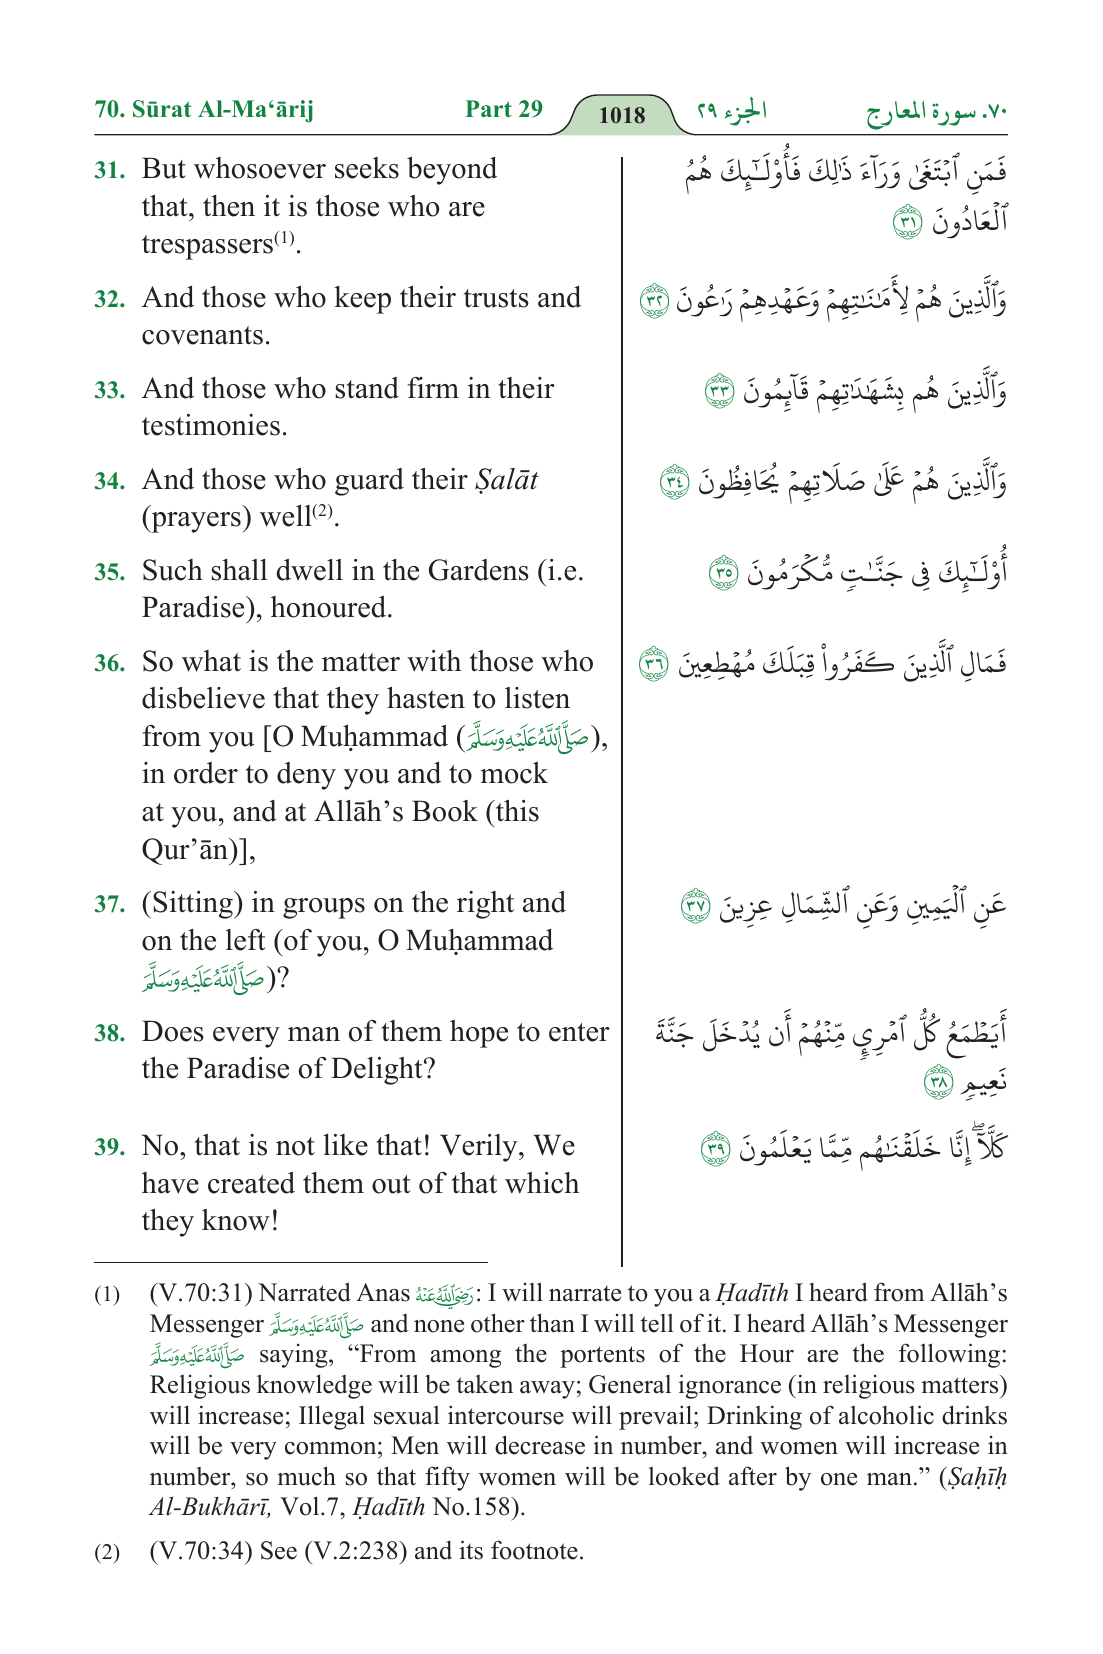 70. Sūrat Al-Ma‘ārij Part 29 1018 الجزء ٢٩ ٧٠. سورة المعارج
31. But whosoever seeks beyond
that, then it is those who are
trespassers(1).
فَمَنِ ٱبْتَغَىٰ وَرَآءَ ذَٰلِكَ فَأُو۟لَـٰٓئِكَ هُمُ
ٱلْعَادُونَ ٣١
32. And those who keep their trusts and
covenants.
وَٱلَّذِينَ هُمْ لِأَمَـٰنَـٰتِهِمْ وَعَهْدِهِمْ رَٰعُونَ ٣٢
33. And those who stand firm in their
testimonies.
وَٱلَّذِينَ هُم بِشَهَـٰدَٰتِهِمْ قَآئِمُونَ ٣٣
34. And those who guard their Ṣalāt
(prayers) well(2).
وَٱلَّذِينَ هُمْ عَلَىٰ صَلَاتِهِمْ يُحَافِظُونَ ٣٤
35. Such shall dwell in the Gardens (i.e.
Paradise), honoured.
أُو۟لَـٰٓئِكَ فِى جَنَّـٰتٍ مُّكْرَمُونَ ٣٥
36. So what is the matter with those who
disbelieve that they hasten to listen
from you [O Muḥammad (صَلَّى ٱللَّهُ عَلَيْهِ وَسَلَّمَ),
in order to deny you and to mock
at you, and at Allāh’s Book (this
Qur’ān)],
فَمَالِ ٱلَّذِينَ كَفَرُوا۟ قِبَلَكَ مُهْطِعِينَ ٣٦
37. (Sitting) in groups on the right and
on the left (of you, O Muḥammad
صَلَّى ٱللَّهُ عَلَيْهِ وَسَلَّمَ)?
عَنِ ٱلْيَمِينِ وَعَنِ ٱلشِّمَالِ عِزِينَ ٣٧
38. Does every man of them hope to enter
the Paradise of Delight?
أَيَطْمَعُ كُلُّ ٱمْرِئٍ مِّنْهُمْ أَن يُدْخَلَ جَنَّةَ
نَعِيمٍ ٣٨
39. No, that is not like that! Verily, We
have created them out of that which
they know!
كَلَّآ ۖ إِنَّا خَلَقْنَـٰهُم مِّمَّا يَعْلَمُونَ ٣٩
(1) (V.70:31) Narrated Anas رَضِيَ ٱللَّهُ عَنْهُ: I will narrate to you a Ḥadīth I heard from Allāh’s
Messenger صَلَّى ٱللَّهُ عَلَيْهِ وَسَلَّمَ and none other than I will tell of it. I heard Allāh’s Messenger
صَلَّى ٱللَّهُ عَلَيْهِ وَسَلَّمَ saying, “From among the portents of the Hour are the following:
Religious knowledge will be taken away; General ignorance (in religious matters)
will increase; Illegal sexual intercourse will prevail; Drinking of alcoholic drinks
will be very common; Men will decrease in number, and women will increase in
number, so much so that fifty women will be looked after by one man.” (Ṣaḥīḥ
Al-Bukhārī, Vol.7, Ḥadīth No.158).
(2) (V.70:34) See (V.2:238) and its footnote.